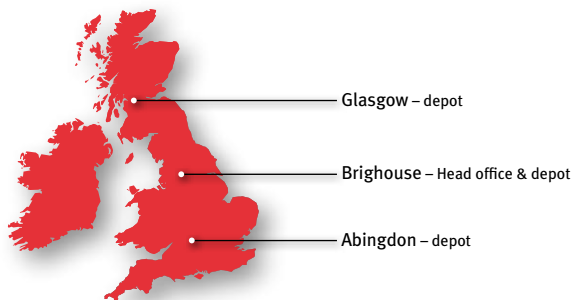 Glasgow – depot
Brighouse – Head office & depot
Abingdon – depot